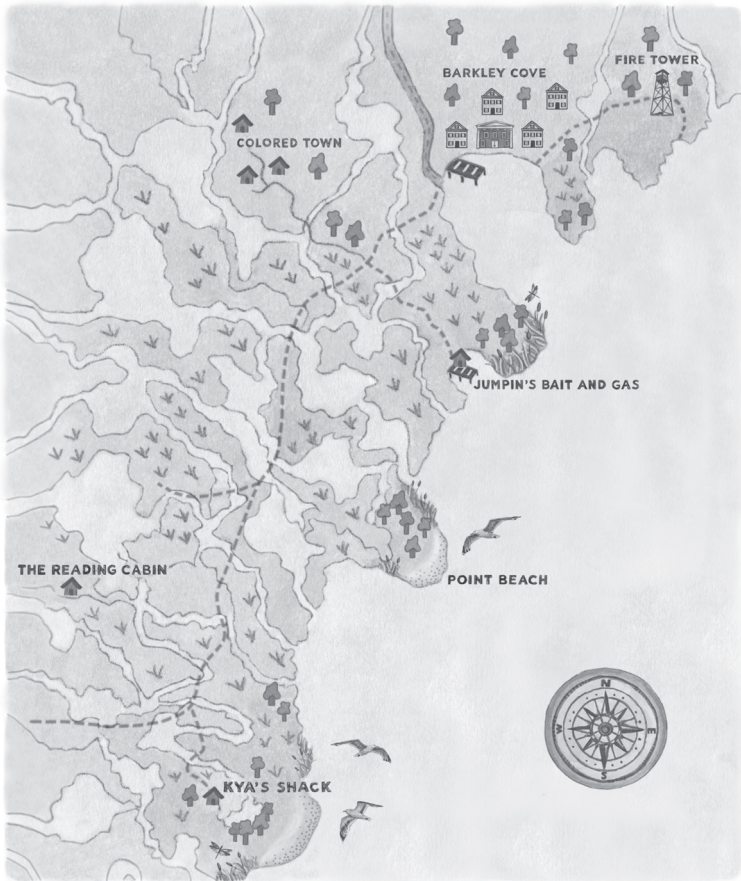 BARKLEY COVE
FIRE TOWER
COLORED TOWN
JUMPIN'S BAIT AND GAS
THE READING CABIN
POINT BEACH
N
W
E
S
KYA'S SHACK